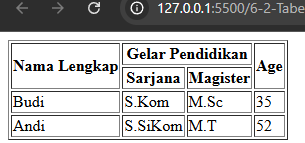 127.0.0.1:5500/6-2-Tabe
Nama Lengkap Gelar Pendidikan Age
Sarjana Magister
Budi S.Kom M.Sc 35
Andi S.SiKom M.T 52